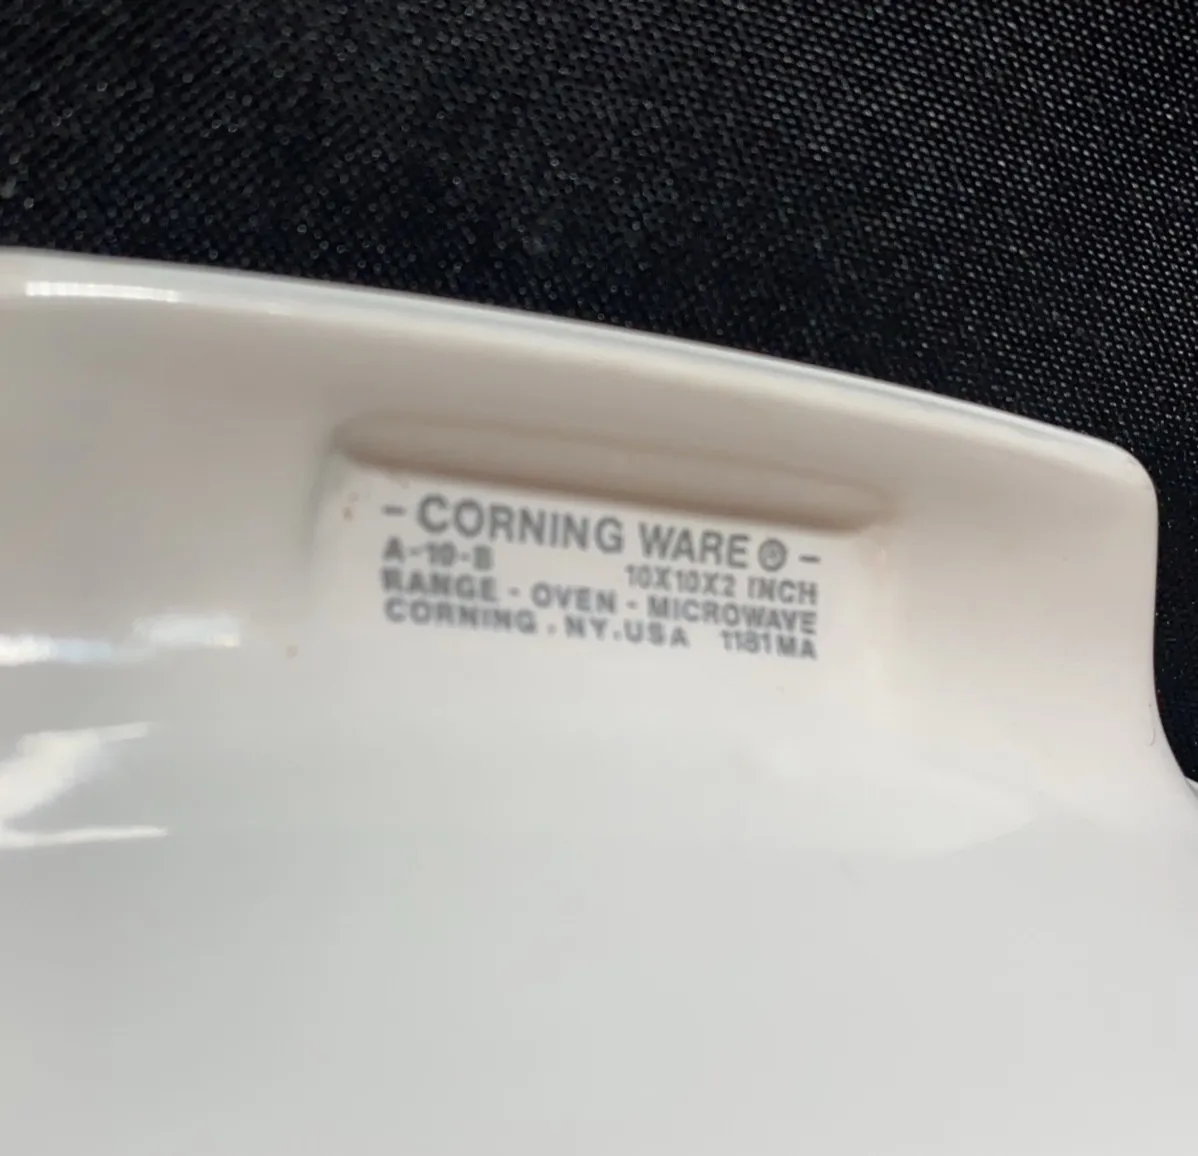 - CORNING WARE ® -
A-10-B 10X10X2 INCH
RANGE - OVEN - MICROWAVE
CORNING . NY. USA 1181MA